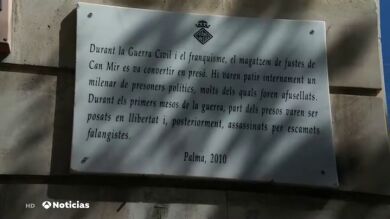 Durant la Guerra Civil i el franquisme, el magatzem de fustes de
Can Mir es va convertir en presó. Hi varen patir internament un
milenar de presoners polítics, molts dels quals foren afusellats.
Durant els primers mesos de la guerra, part dels presos varen ser
posats en llibertat i, posteriorment, assassinats per escamots
falangistes.
Palma, 2010
HD Noticias